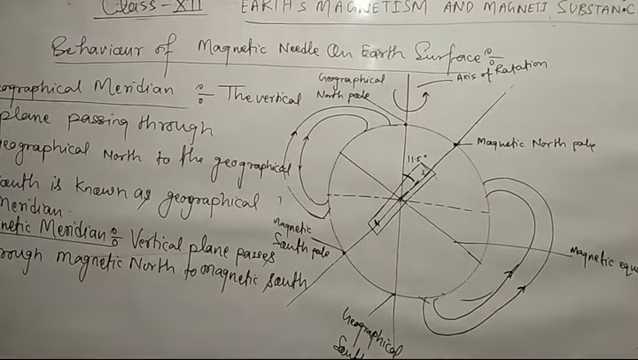 Class-XII EARTH'S MAGNETISM AND MAGNETI SUBSTANC
Behaviour of Magnetic Needle On Earth Surface :-
ographical Meridian :- The vertical
plane passing through
eographical North to the geographical
South is known as geographical
Meridian.
netic Meridian :- Vertical plane passes
rough magnetic North to magnetic south
Geographical
North pole
Axis of Rotation
Magnetic North pole
11.5°
S
N
Magnetic
South pole
Magnetic equ
Geographical
South